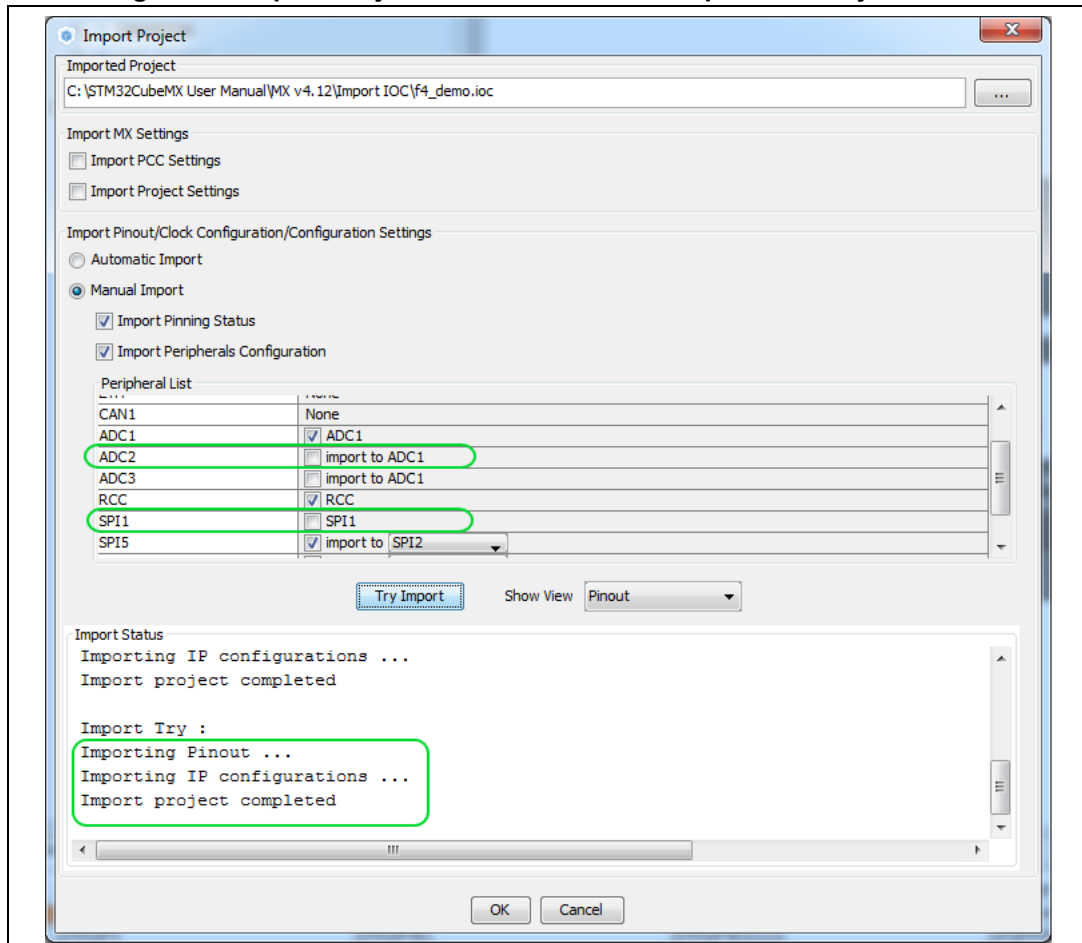 Import Project
Imported Project
C:\STM32CubeMX User Manual\MX v4.12\Import IOC\f4_demo.ioc
...
Import MX Settings
Import PCC Settings
Import Project Settings
Import Pinout/Clock Configuration/Configuration Settings
Automatic Import
Manual Import
Import Pinning Status
Import Peripherals Configuration
Peripheral List
CAN1 None
ADC1 ADC1
ADC2 import to ADC1
ADC3 import to ADC1
RCC RCC
SPI1 SPI1
SPI5 import to SPI2
Try Import Show View Pinout
Import Status
Importing IP configurations ...
Import project completed
Import Try :
Importing Pinout ...
Importing IP configurations ...
Import project completed
OK Cancel